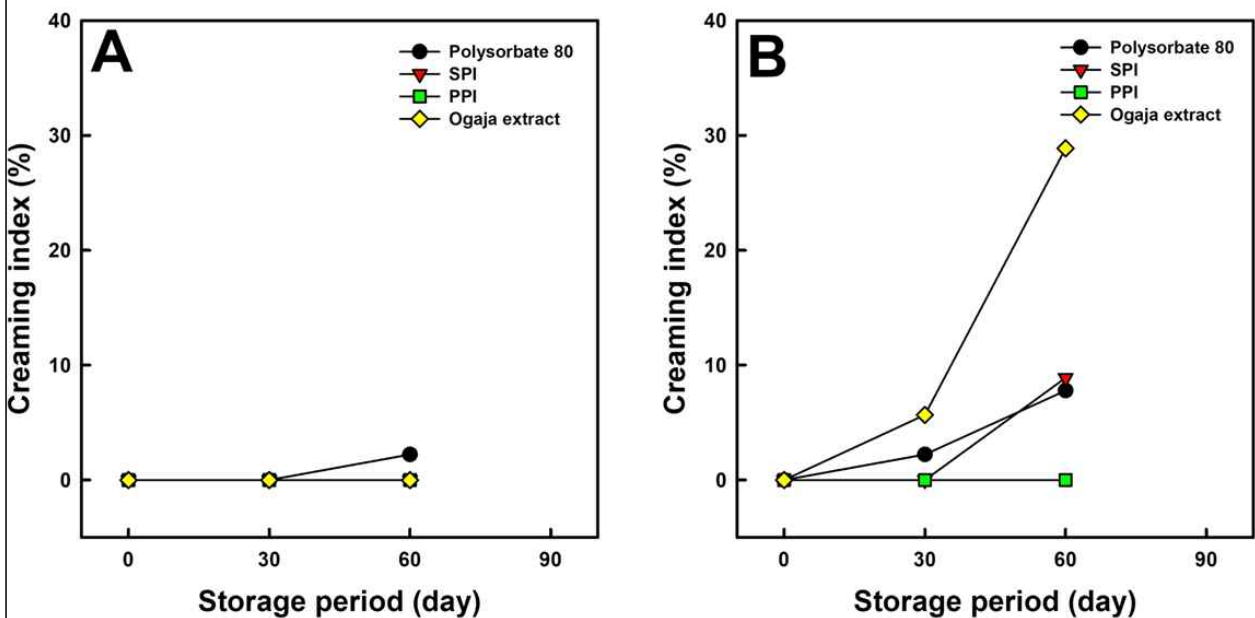 A
Polysorbate 80
SPI
PPI
Ogaja extract
40
30
20
10
0
Creaming index (%)
0 30 60 90
Storage period (day)
B
Polysorbate 80
SPI
PPI
Ogaja extract
40
30
20
10
0
Creaming index (%)
0 30 60 90
Storage period (day)